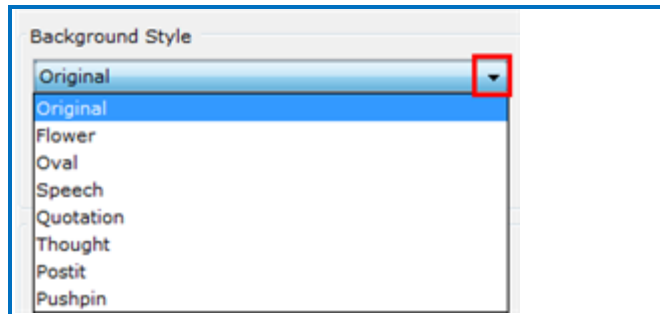 Background Style
Original
Original
Flower
Oval
Speech
Quotation
Thought
Postit
Pushpin